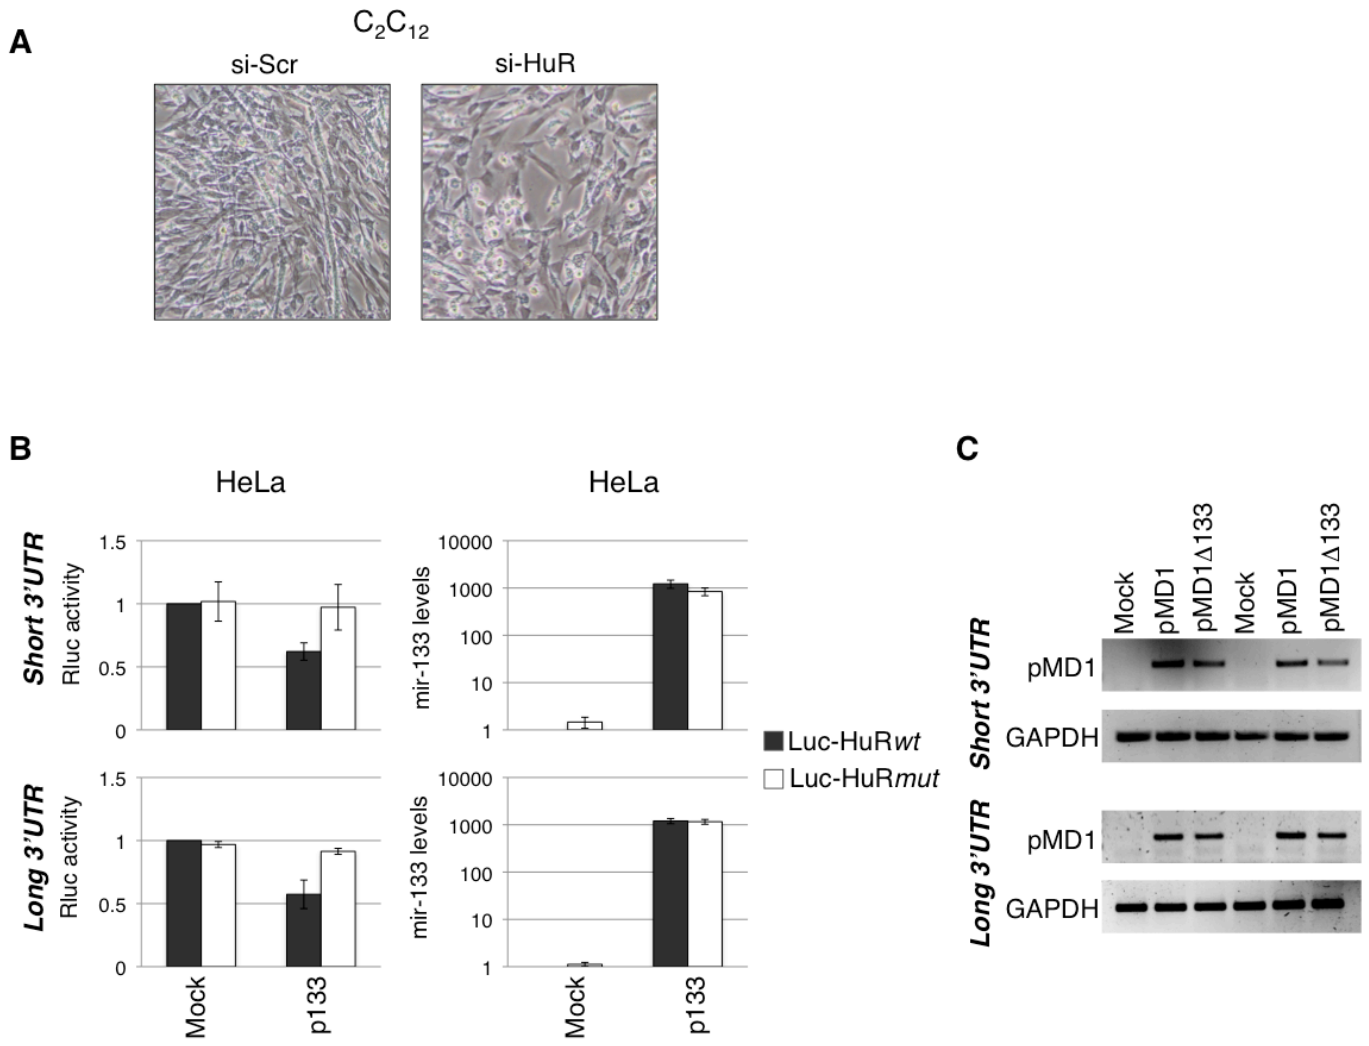 A
C2C12
si-Scr
si-HuR
B
HeLa
HeLa
Short 3'UTR
Rluc activity
1.5
1
0.5
0
mir-133 levels
10000
1000
100
10
1
Long 3'UTR
Rluc activity
1.5
1
0.5
0
Mock
p133
mir-133 levels
10000
1000
100
10
1
Mock
p133
Luc-HuRwt
Luc-HuRmut
C
Mock
pMD1
pMD1Δ133
Mock
pMD1
pMD1Δ133
Short 3'UTR
pMD1
GAPDH
Long 3'UTR
pMD1
GAPDH